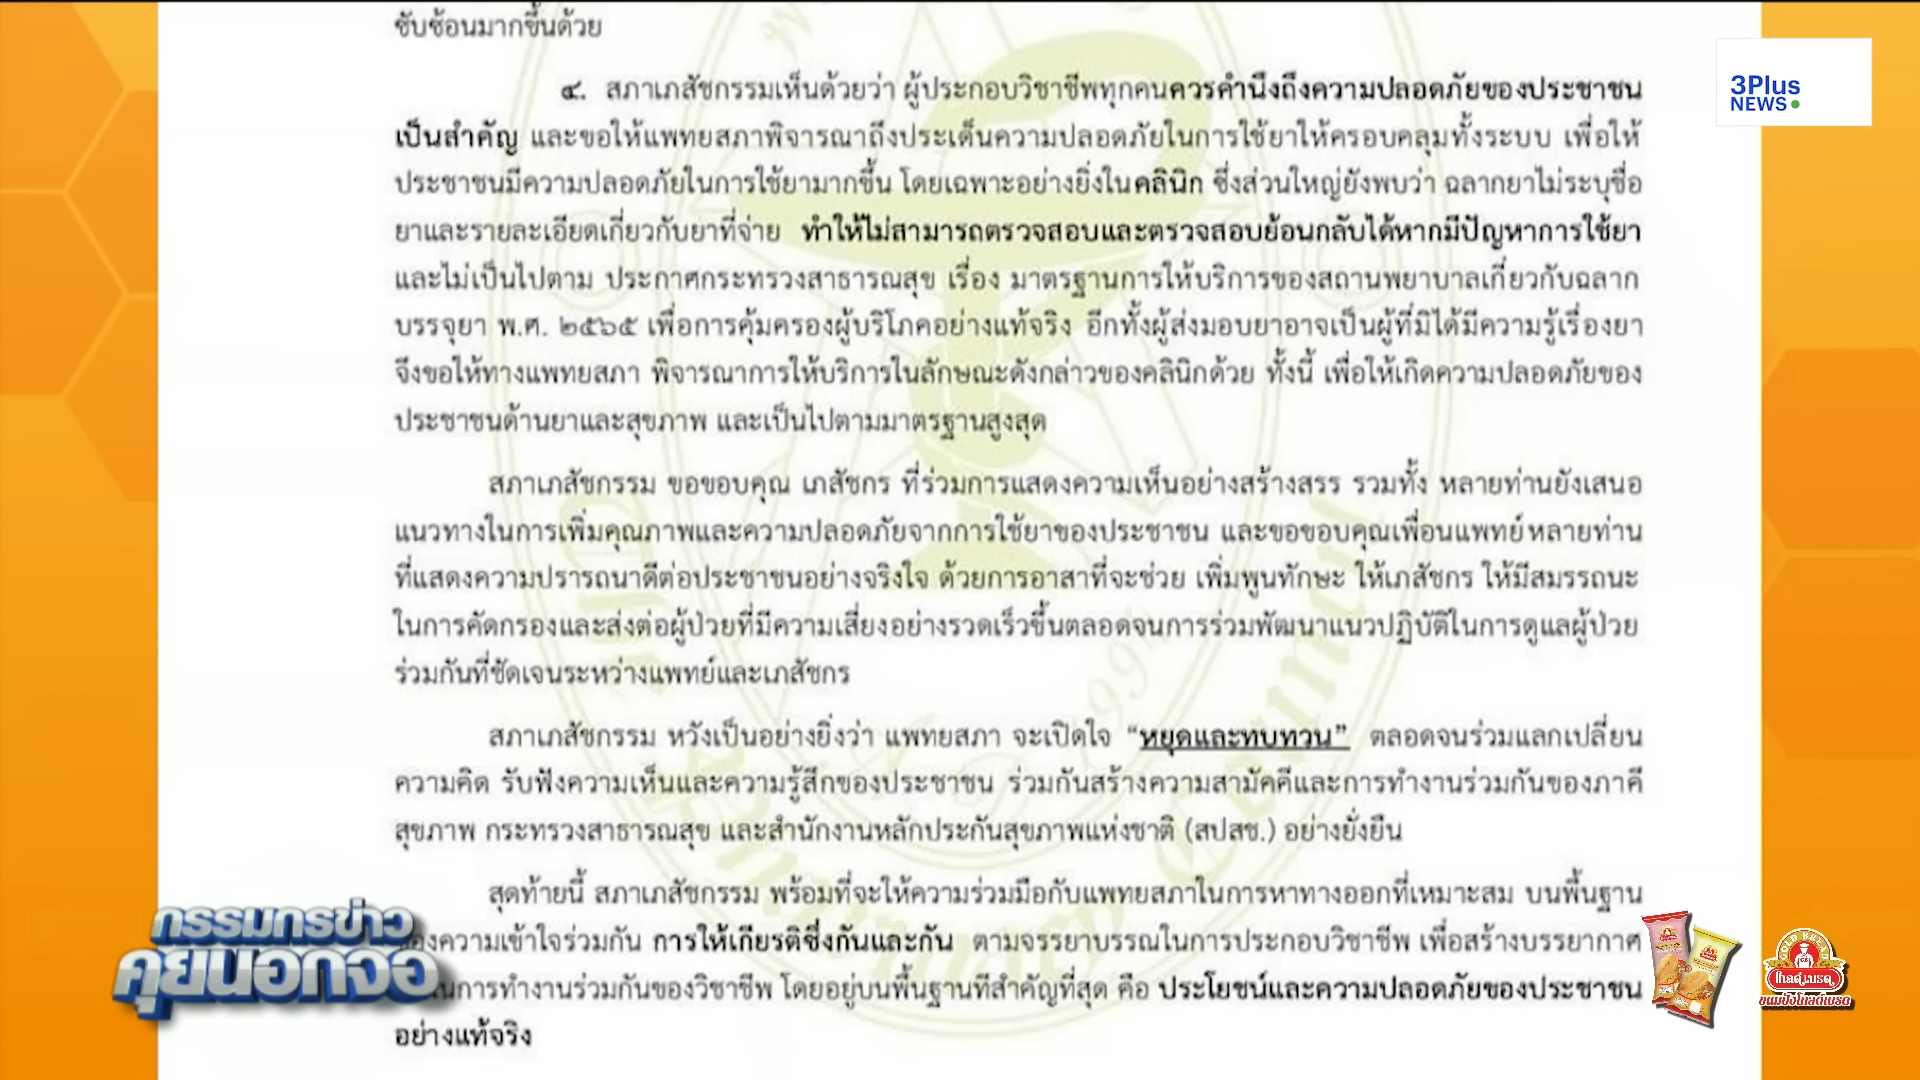 ซับซ้อนมากขึ้นด้วย
๔. สภาเภสัชกรรมเห็นด้วยว่า ผู้ประกอบวิชาชีพทุกคนควรคำนึงถึงความปลอดภัยของประชาชน
เป็นสำคัญ และขอให้แพทยสภาพิจารณาถึงประเด็นความปลอดภัยในการใช้ยาให้ครอบคลุมทั้งระบบ เพื่อให้
ประชาชนมีความปลอดภัยในการใช้ยามากขึ้น โดยเฉพาะอย่างยิ่งในคลินิก ซึ่งส่วนใหญ่ยังพบว่า ฉลากยาไม่ระบุชื่อ
ยาและรายละเอียดเกี่ยวกับยาที่จ่าย ทำให้ไม่สามารถตรวจสอบและตรวจสอบย้อนกลับได้หากมีปัญหาการใช้ยา
และไม่เป็นไปตาม ประกาศกระทรวงสาธารณสุข เรื่อง มาตรฐานการให้บริการของสถานพยาบาลเกี่ยวกับฉลาก
บรรจุยา พ.ศ. ๒๕๖๕ เพื่อการคุ้มครองผู้บริโภคอย่างแท้จริง อีกทั้งผู้ส่งมอบยาอาจเป็นผู้ที่มิได้มีความรู้เรื่องยา
จึงขอให้ทางแพทยสภา พิจารณาการให้บริการในลักษณะดังกล่าวของคลินิกด้วย ทั้งนี้ เพื่อให้เกิดความปลอดภัยของ
ประชาชนด้านยาและสุขภาพ และเป็นไปตามมาตรฐานสูงสุด
สภาเภสัชกรรม ขอขอบคุณ เภสัชกร ที่ร่วมการแสดงความเห็นอย่างสร้างสรร รวมทั้ง หลายท่านยังเสนอ
แนวทางในการเพิ่มคุณภาพและความปลอดภัยจากการใช้ยาของประชาชน และขอขอบคุณเพื่อนแพทย์หลายท่าน
ที่แสดงความปรารถนาดีต่อประชาชนอย่างจริงใจ ด้วยการอาสาที่จะช่วย เพิ่มพูนทักษะ ให้เภสัชกร ให้มีสมรรถนะ
ในการคัดกรองและส่งต่อผู้ป่วยที่มีความเสี่ยงอย่างรวดเร็วขึ้นตลอดจนการร่วมพัฒนาแนวปฏิบัติในการดูแลผู้ป่วย
ร่วมกันที่ชัดเจนระหว่างแพทย์และเภสัชกร
สภาเภสัชกรรม หวังเป็นอย่างยิ่งว่า แพทยสภา จะเปิดใจ “หยุดและทบทวน” ตลอดจนร่วมแลกเปลี่ยน
ความคิด รับฟังความเห็นและความรู้สึกของประชาชน ร่วมกันสร้างความสามัคคีและการทำงานร่วมกันของภาคี
สุขภาพ กระทรวงสาธารณสุข และสำนักงานหลักประกันสุขภาพแห่งชาติ (สปสช.) อย่างยั่งยืน
สุดท้ายนี้ สภาเภสัชกรรม พร้อมที่จะให้ความร่วมมือกับแพทยสภาในการหาทางออกที่เหมาะสม บนพื้นฐาน
ของความเข้าใจร่วมกัน การให้เกียรติซึ่งกันและกัน ตามจรรยาบรรณในการประกอบวิชาชีพ เพื่อสร้างบรรยากาศ
ในการทำงานร่วมกันของวิชาชีพ โดยอยู่บนพื้นฐานที่สำคัญที่สุด คือ ประโยชน์และความปลอดภัยของประชาชน
อย่างแท้จริง
3Plus
NEWS
กรรมกรข่าว
คุยนอกจอ
GOLD BREAD
โกลด์เบรด
ขนมปังโกลด์เบรด